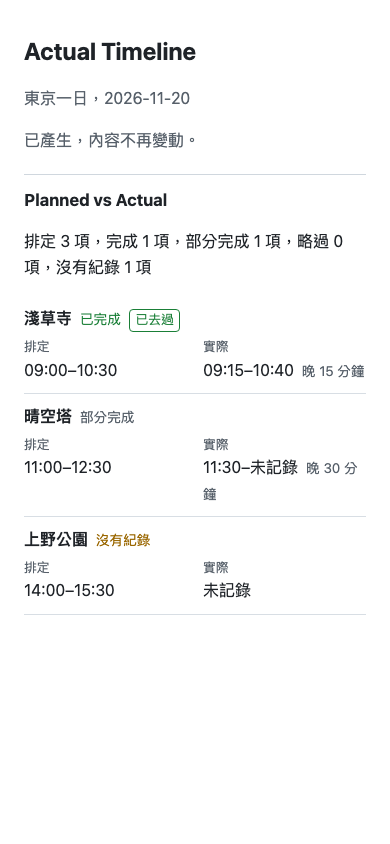 Actual Timeline
東京一日，2026-11-20
已產生，內容不再變動。
Planned vs Actual
排定 3 項，完成 1 項，部分完成 1 項，略過 0
項，沒有紀錄 1 項
淺草寺 已完成 已去過
排定 實際
09:00–10:30 09:15–10:40 晚 15 分鐘
晴空塔 部分完成
排定 實際
11:00–12:30 11:30–未記錄 晚 30 分
鐘
上野公園 沒有紀錄
排定 實際
14:00–15:30 未記錄